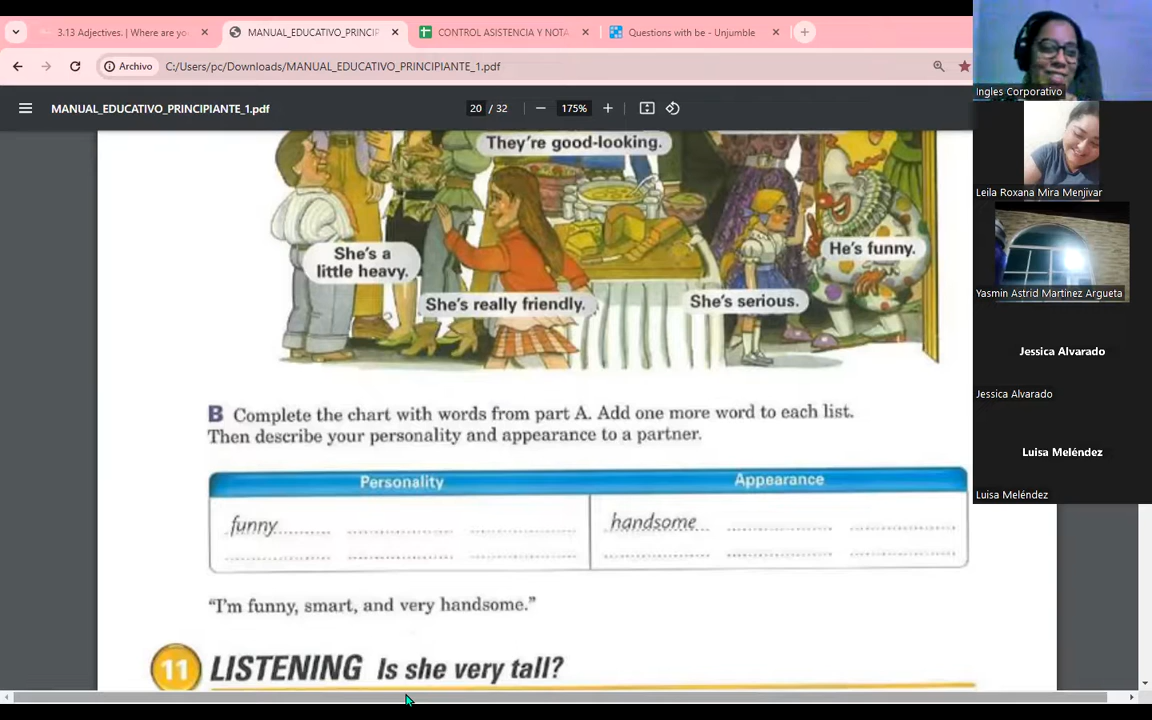 3.13 Adjectives. | Where are yo
MANUAL_EDUCATIVO_PRINCIP
CONTROL ASISTENCIA Y NOTA
Questions with be - Unjumble
Archivo
C:/Users/pc/Downloads/MANUAL_EDUCATIVO_PRINCIPIANTE_1.pdf
MANUAL_EDUCATIVO_PRINCIPIANTE_1.pdf
20 / 32
175%
They're good-looking.
She's a
little heavy.
He's funny.
She's really friendly.
She's serious.
B Complete the chart with words from part A. Add one more word to each list.
Then describe your personality and appearance to a partner.
Personality
Appearance
funny
handsome
"I'm funny, smart, and very handsome."
11 LISTENING Is she very tall?
Ingles Corporativo
Leila Roxana Mira Menjivar
Yasmin Astrid Martinez Argueta
Jessica Alvarado
Jessica Alvarado
Luisa Meléndez
Luisa Meléndez